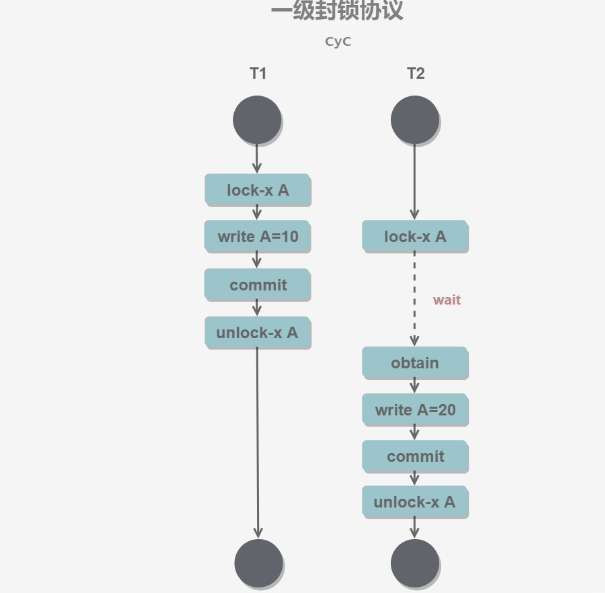 一级封锁协议
CyC
T1 T2
lock-x A
write A=10 lock-x A
commit
wait
unlock-x A
obtain
write A=20
commit
unlock-x A